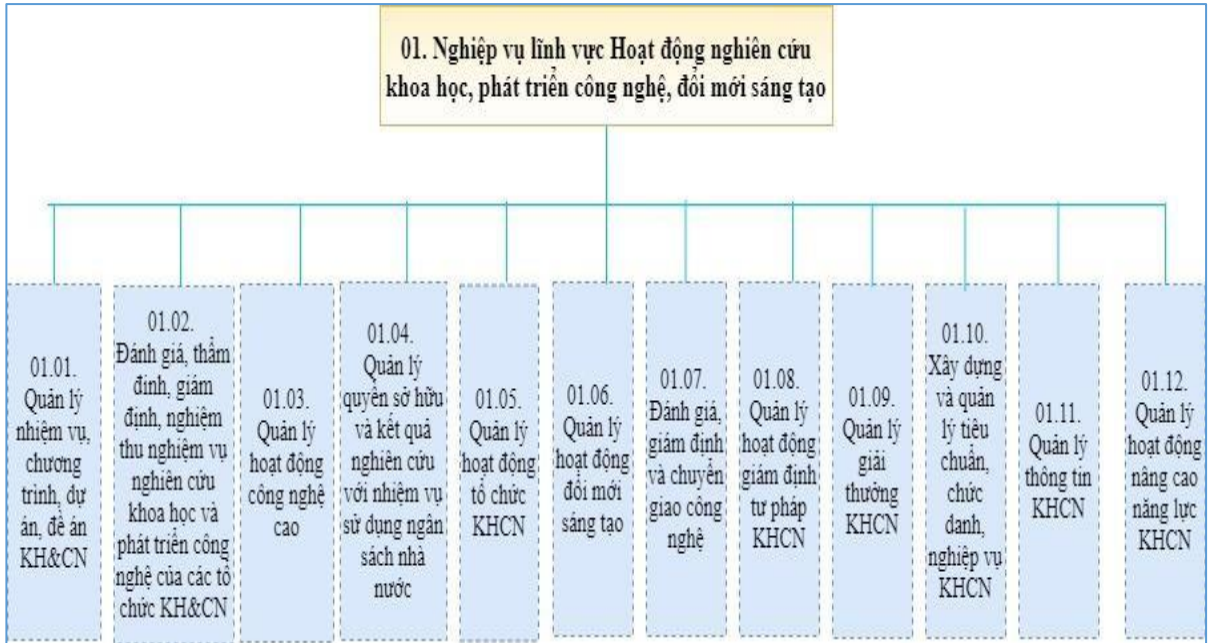 01. Nghiệp vụ lĩnh vực Hoạt động nghiên cứu
khoa học, phát triển công nghệ, đổi mới sáng tạo
01.01.
Quản lý
nhiệm vụ,
chương
trình, dự
án, đề án
KH&CN
01.02.
Đánh giá, thẩm
định, giám
định, nghiệm
thu nghiệm vụ
nghiên cứu
khoa học và
phát triển công
nghệ của các tổ
chức KH&CN
01.03.
Quản lý
hoạt động
công nghệ
cao
01.04.
Quản lý
quyền sở hữu
và kết quả
nghiên cứu
với nhiệm vụ
sử dụng ngân
sách nhà
nước
01.05.
Quản lý
hoạt động
tổ chức
KHCN
01.06.
Quản lý
hoạt động
đổi mới
sáng tạo
01.07.
Đánh giá,
giám định
và chuyển
giao công
nghệ
01.08.
Quản lý
hoạt động
giám định
tư pháp
KHCN
01.09.
Quản lý
giải
thưởng
KHCN
01.10.
Xây dựng
và quản
lý tiêu
chuẩn,
chức
danh,
nghiệp vụ
KHCN
01.11.
Quản lý
thông tin
KHCN
01.12.
Quản lý
hoạt động
nâng cao
năng lực
KHCN